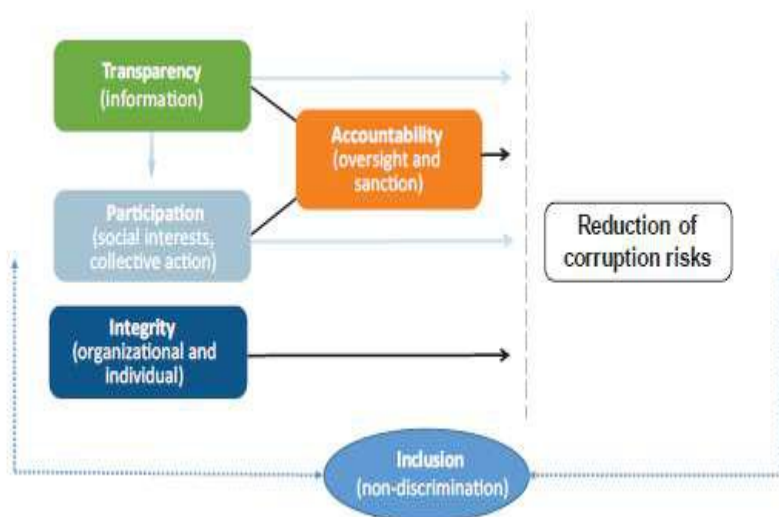 Transparency
(information)
Accountability
(oversight and
sanction)
Participation
(social interests,
collective action)
Reduction of
corruption risks
Integrity
(organizational and
individual)
Inclusion
(non-discrimination)